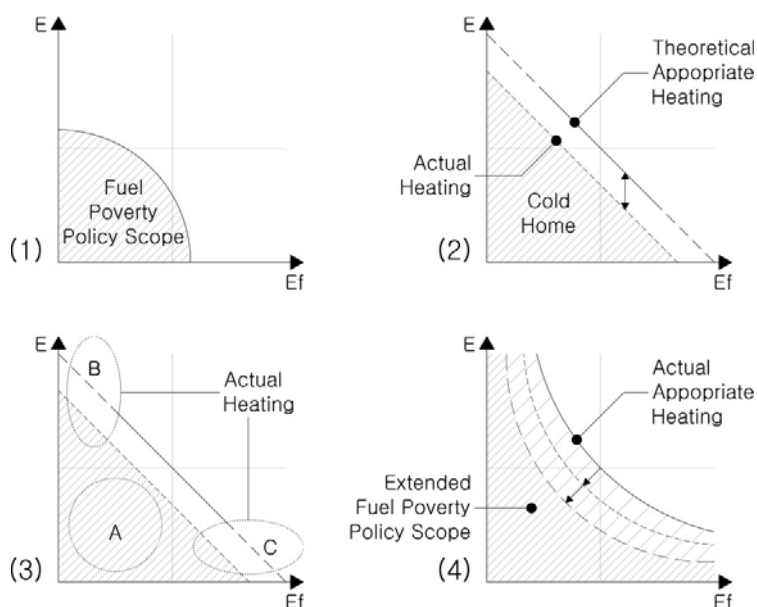 E
Fuel
Poverty
Policy Scope
(1)
Ef
E
Theoretical
Appopriate
Heating
Actual
Heating
Cold
Home
(2)
Ef
E
B
Actual
Heating
A
C
(3)
Ef
E
Actual
Appopriate
Heating
Extended
Fuel Poverty
Policy Scope
(4)
Ef